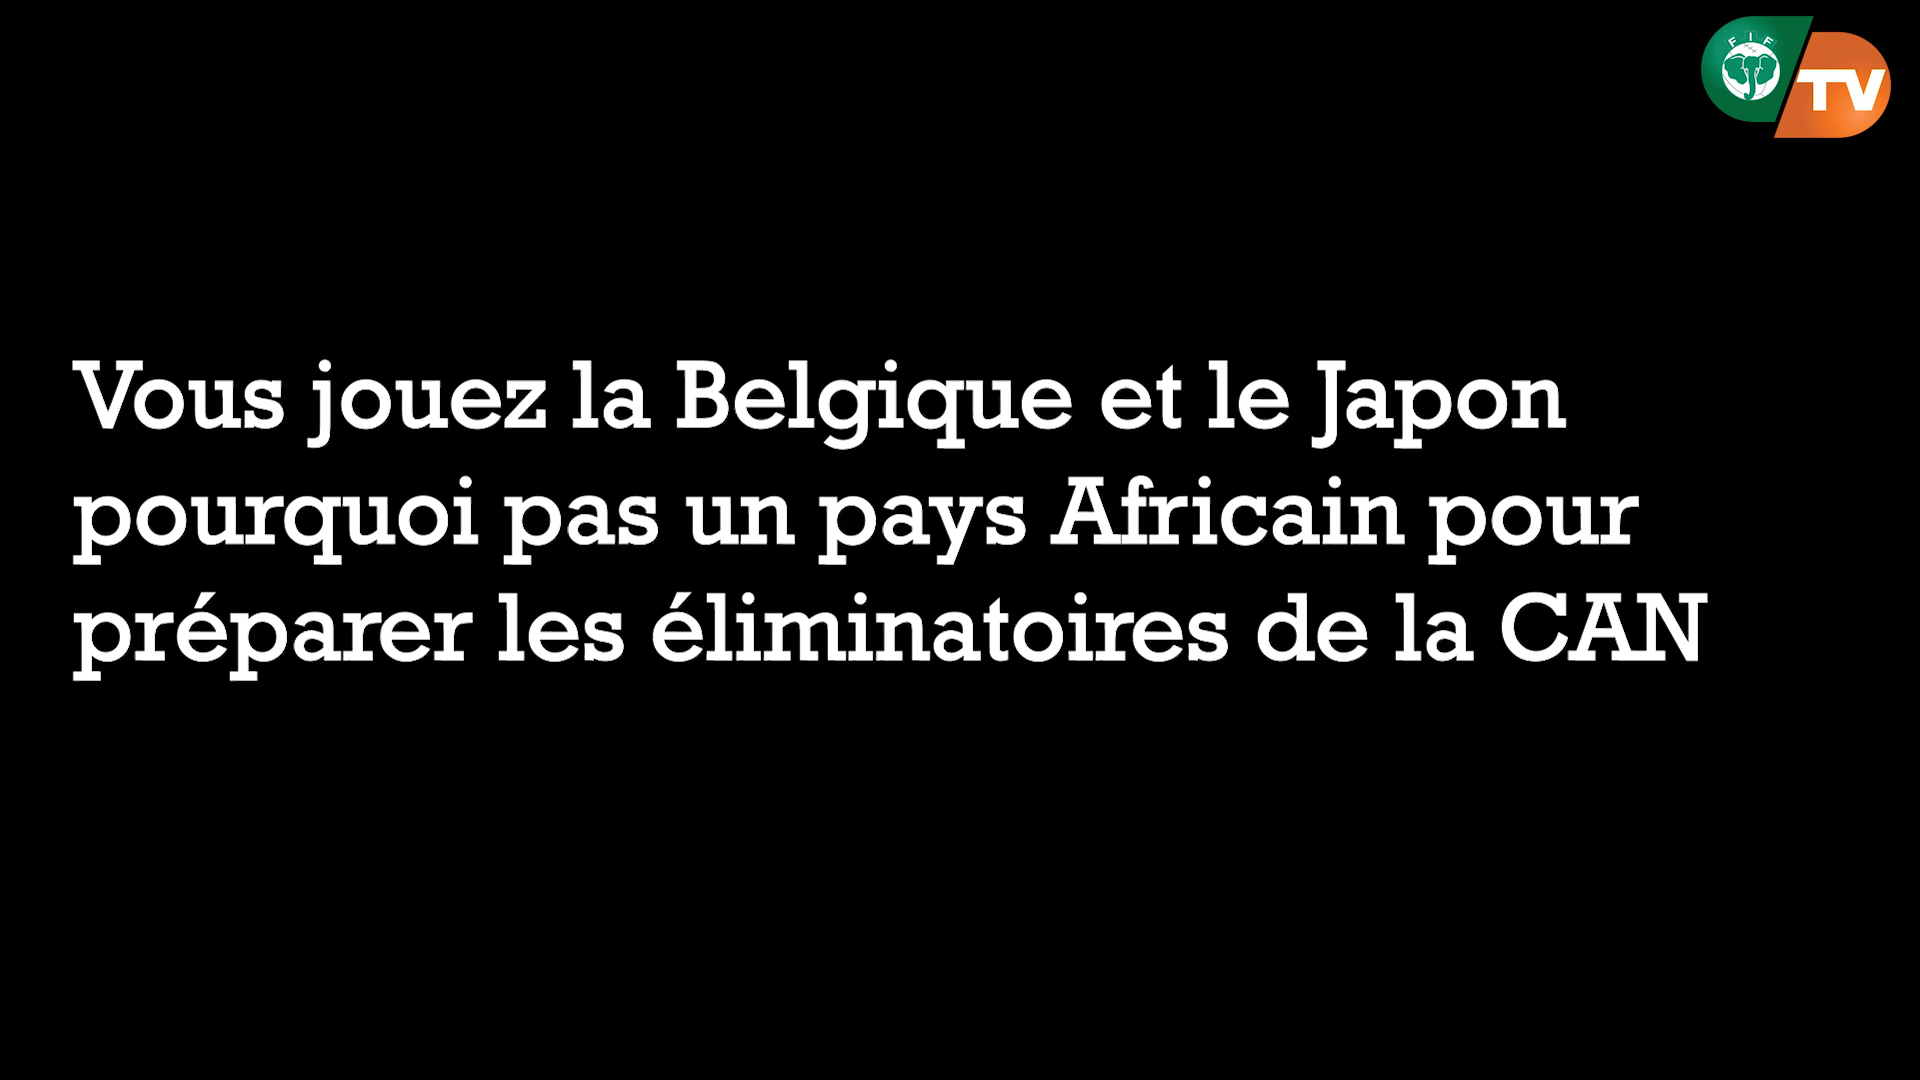 FIF
TV
Vous jouez la Belgique et le Japon
pourquoi pas un pays Africain pour
préparer les éliminatoires de la CAN